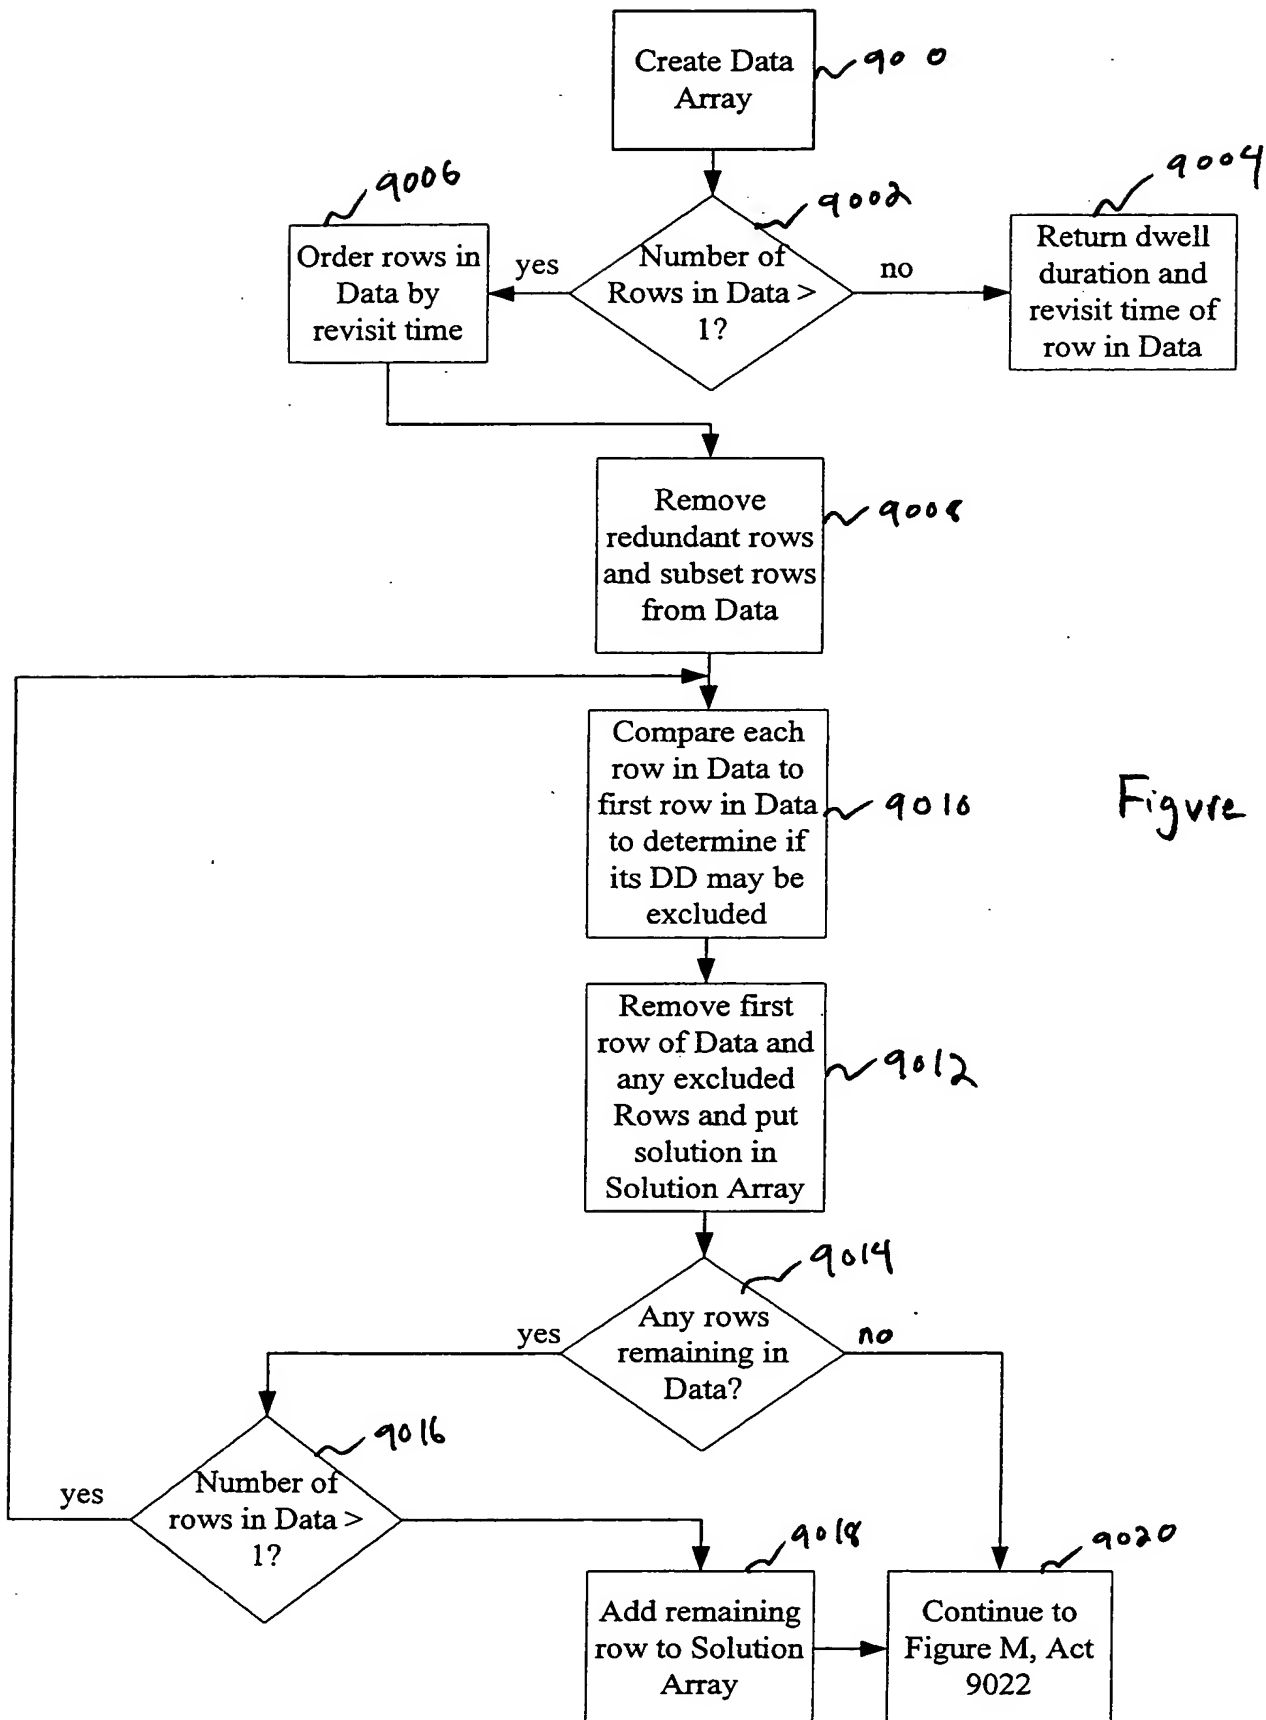 Create Data
Array
90 0
9006
9002
9004
Order rows in
Data by
revisit time
yes
Number of
Rows in Data >
1?
no
Return dwell
duration and
revisit time of
row in Data
Remove
redundant rows
and subset rows
from Data
9008
Compare each
row in Data to
first row in Data
to determine if
its DD may be
excluded
9010
Figure
Remove first
row of Data and
any excluded
Rows and put
solution in
Solution Array
9012
9014
yes
Any rows
remaining in
Data?
no
9016
yes
Number of
rows in Data >
1?
9018
9020
Add remaining
row to Solution
Array
Continue to
Figure M, Act
9022